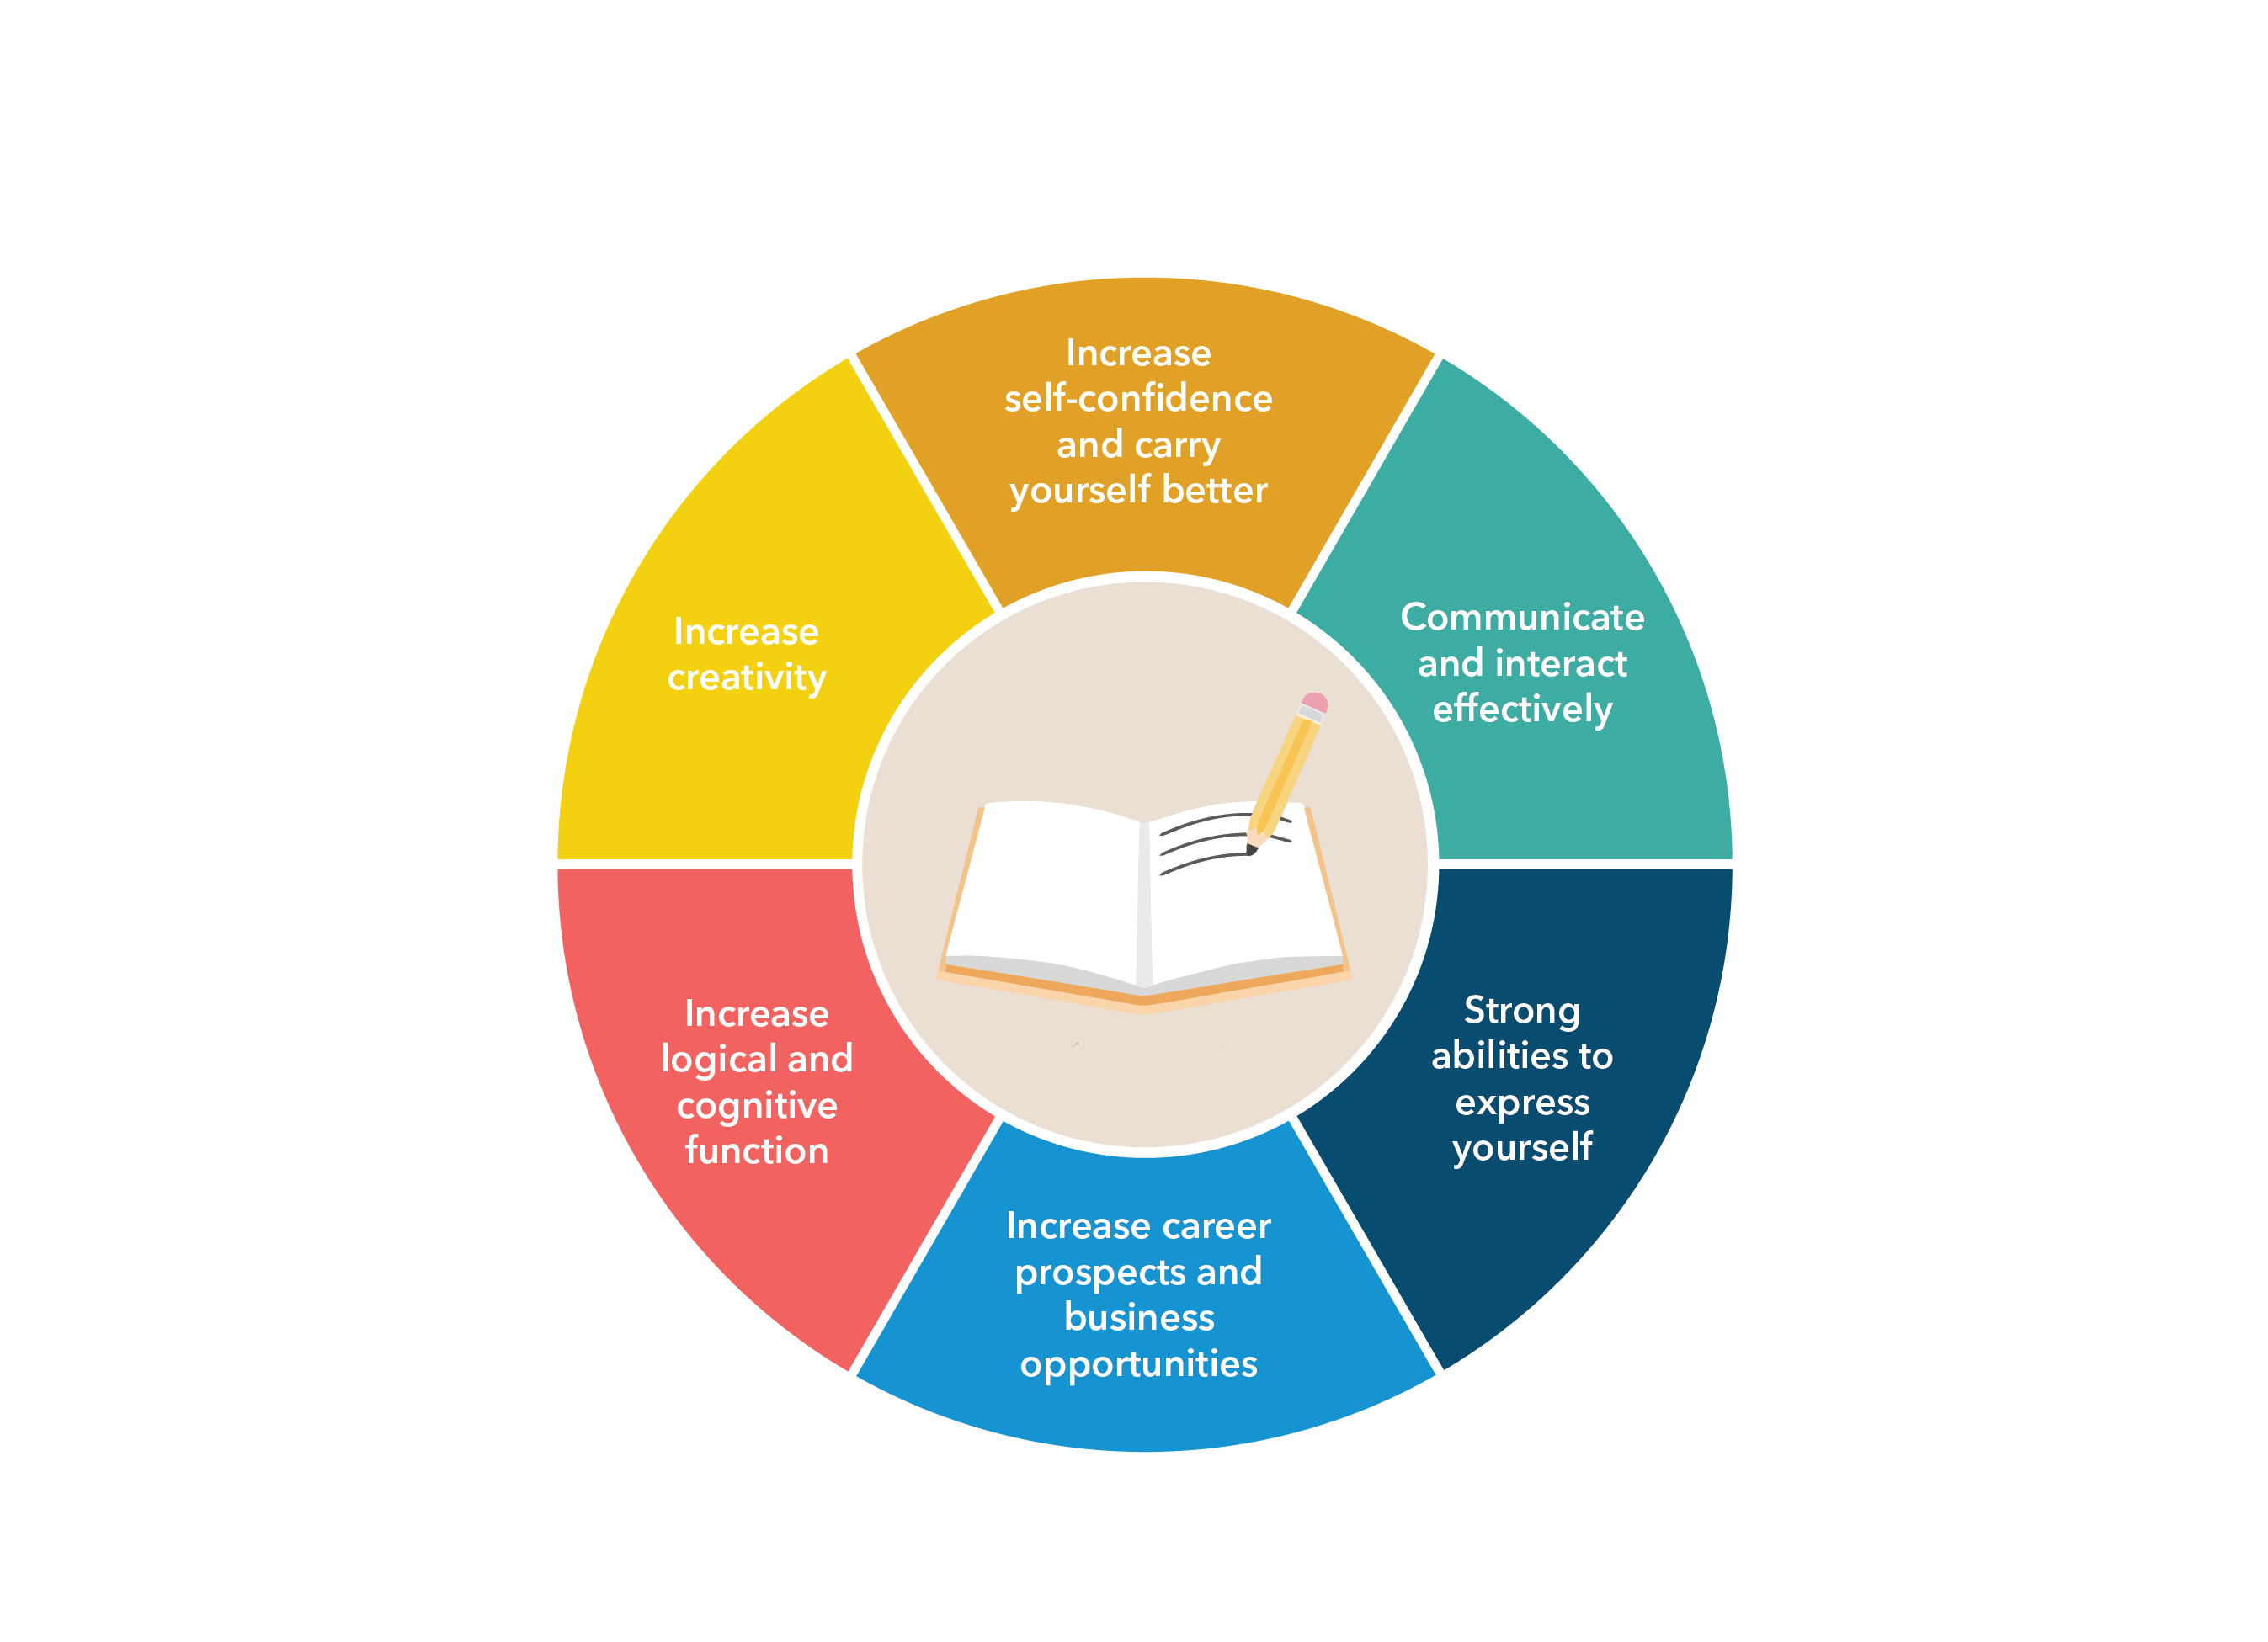 Increase
self-confidence
and carry
yourself better
Communicate
and interact
effectively
Strong
abilities to
express
yourself
Increase career
prospects and
business
opportunities
Increase
logical and
cognitive
function
Increase
creativity